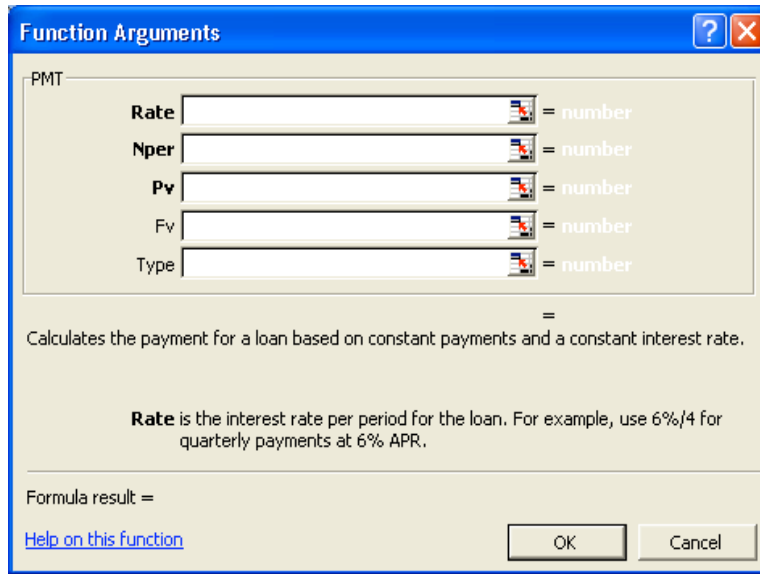 Function Arguments
PMT
Rate = number
Nper = number
Pv = number
Fv = number
Type = number
=
Calculates the payment for a loan based on constant payments and a constant interest rate.
Rate is the interest rate per period for the loan. For example, use 6%/4 for
quarterly payments at 6% APR.
Formula result =
Help on this function
OK
Cancel